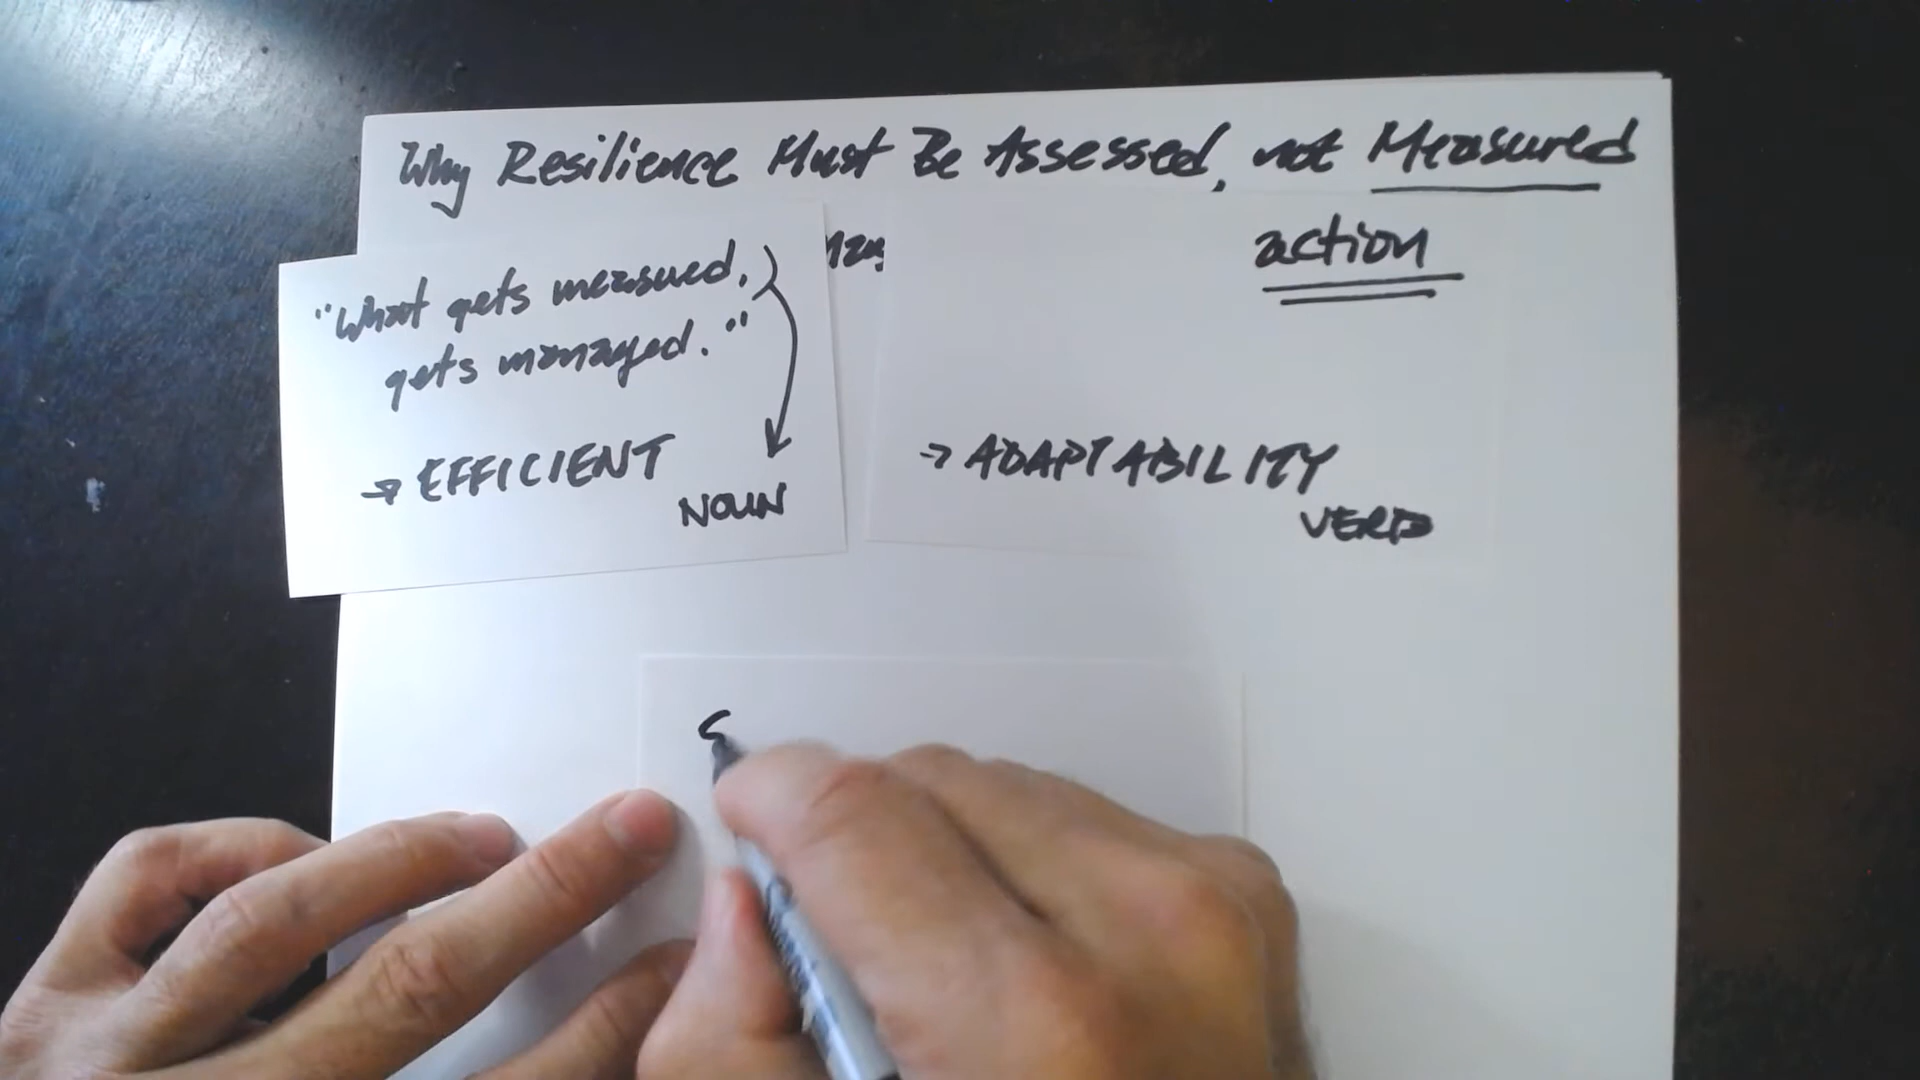 Why Resilience Must Be Assessed, not Measured
action
"What gets measured,
gets managed."
→ EFFICIENT
NOUN
→ ADAPTABILITY
VERB
S